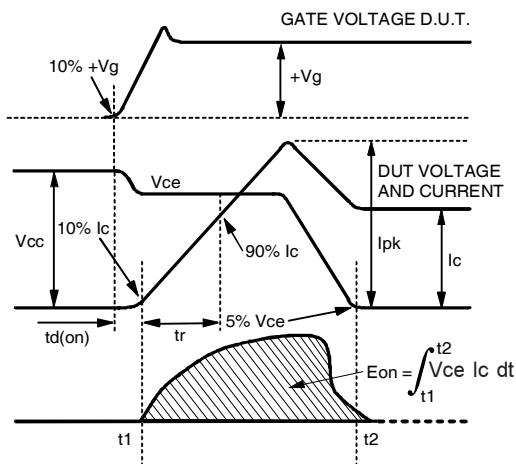 GATE VOLTAGE D.U.T.
10% +Vg
+Vg
Vce
DUT VOLTAGE
AND CURRENT
10% Ic
Vcc
90% Ic
Ipk
Ic
td(on)
tr
5% Vce
Eon = ∫ t2 t1 Vce Ic dt
t1
t2